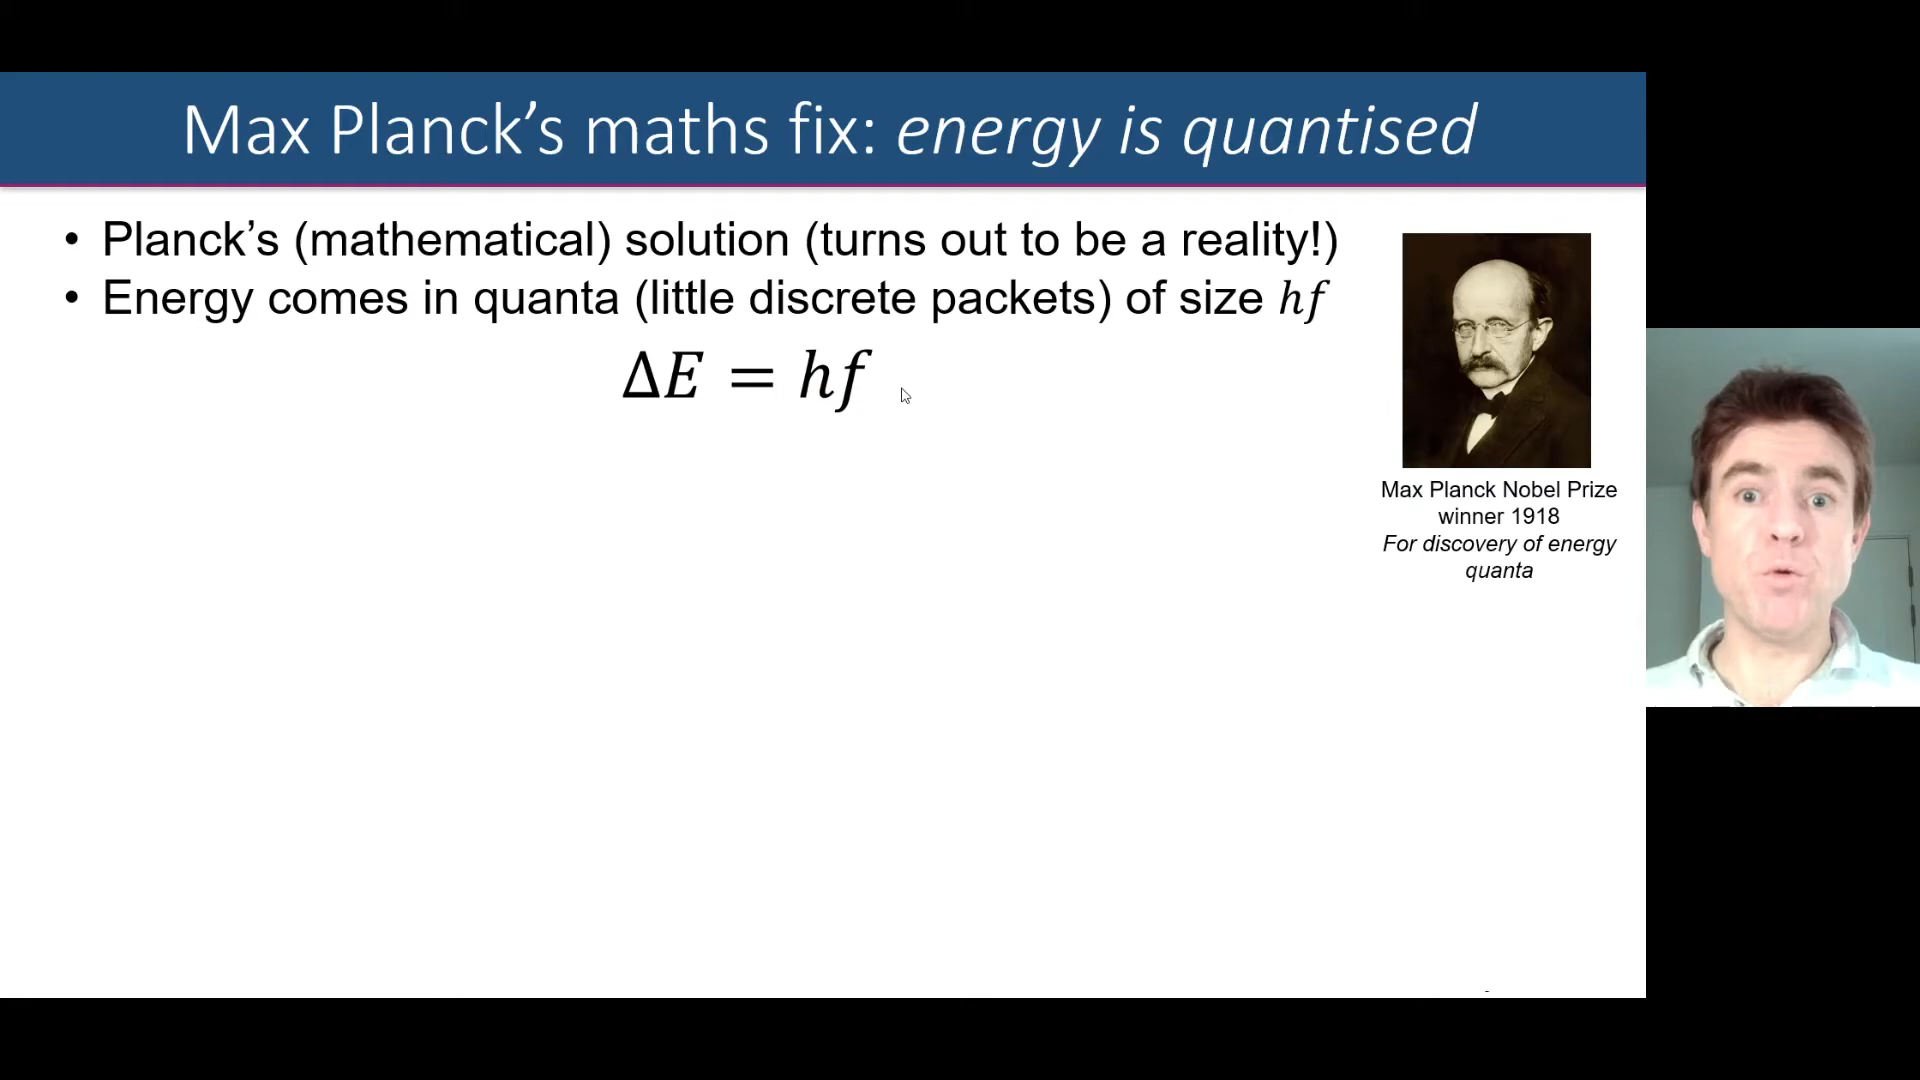 Max Planck’s maths fix: energy is quantised
• Planck’s (mathematical) solution (turns out to be a reality!)
• Energy comes in quanta (little discrete packets) of size hf
ΔE = hf
Max Planck Nobel Prize
winner 1918
For discovery of energy
quanta